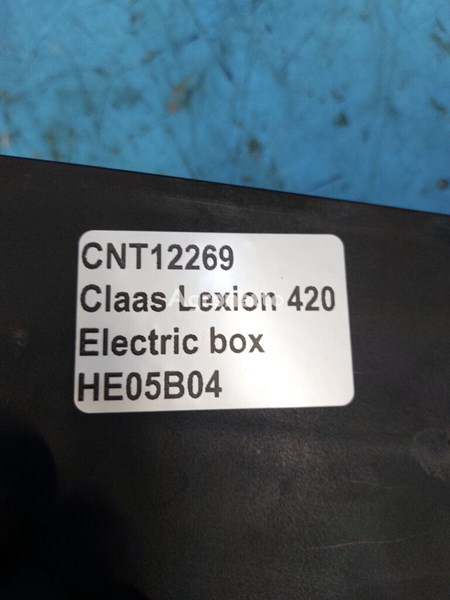 CNT12269
Claas Lexion 420
Electric box
HE05B04